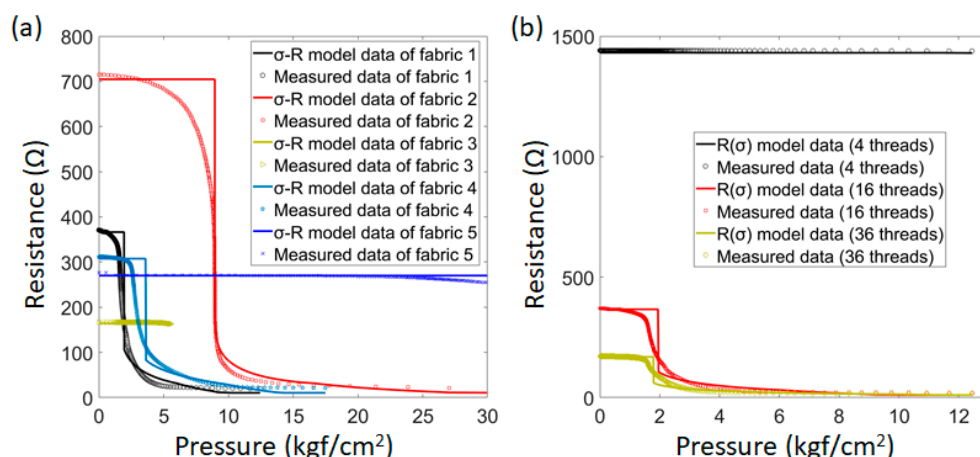 (a)
800
700
600
500
400
300
200
100
0
Resistance (Ω)
0 5 10 15 20 25 30
Pressure (kgf/cm²)
σ-R model data of fabric 1
Measured data of fabric 1
σ-R model data of fabric 2
Measured data of fabric 2
σ-R model data of fabric 3
Measured data of fabric 3
σ-R model data of fabric 4
Measured data of fabric 4
σ-R model data of fabric 5
Measured data of fabric 5
(b)
1500
1000
500
0
Resistance (Ω)
0 2 4 6 8 10 12
Pressure (kgf/cm²)
R(σ) model data (4 threads)
Measured data (4 threads)
R(σ) model data (16 threads)
Measured data (16 threads)
R(σ) model data (36 threads)
Measured data (36 threads)